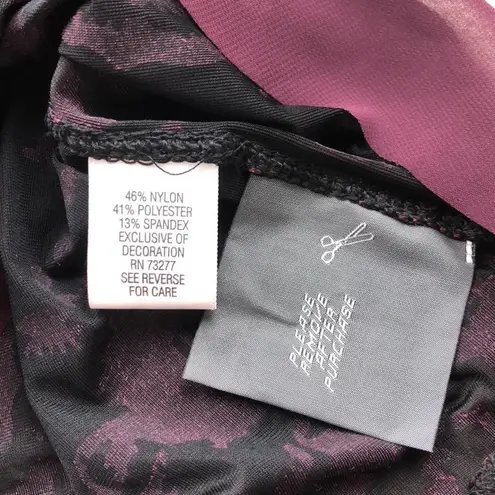 46% NYLON
41% POLYESTER
13% SPANDEX
EXCLUSIVE OF
DECORATION
RN 73277
SEE REVERSE
FOR CARE
PLEASE
REMOVE
AFTER
PURCHASE